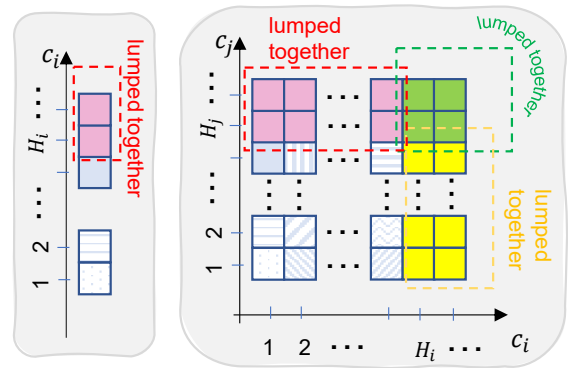 c_i
lumped together
H_i
2
1
c_j
lumped
together
lumped together
H_j
2
1
lumped
together
1 2 ... H_i ... c_i